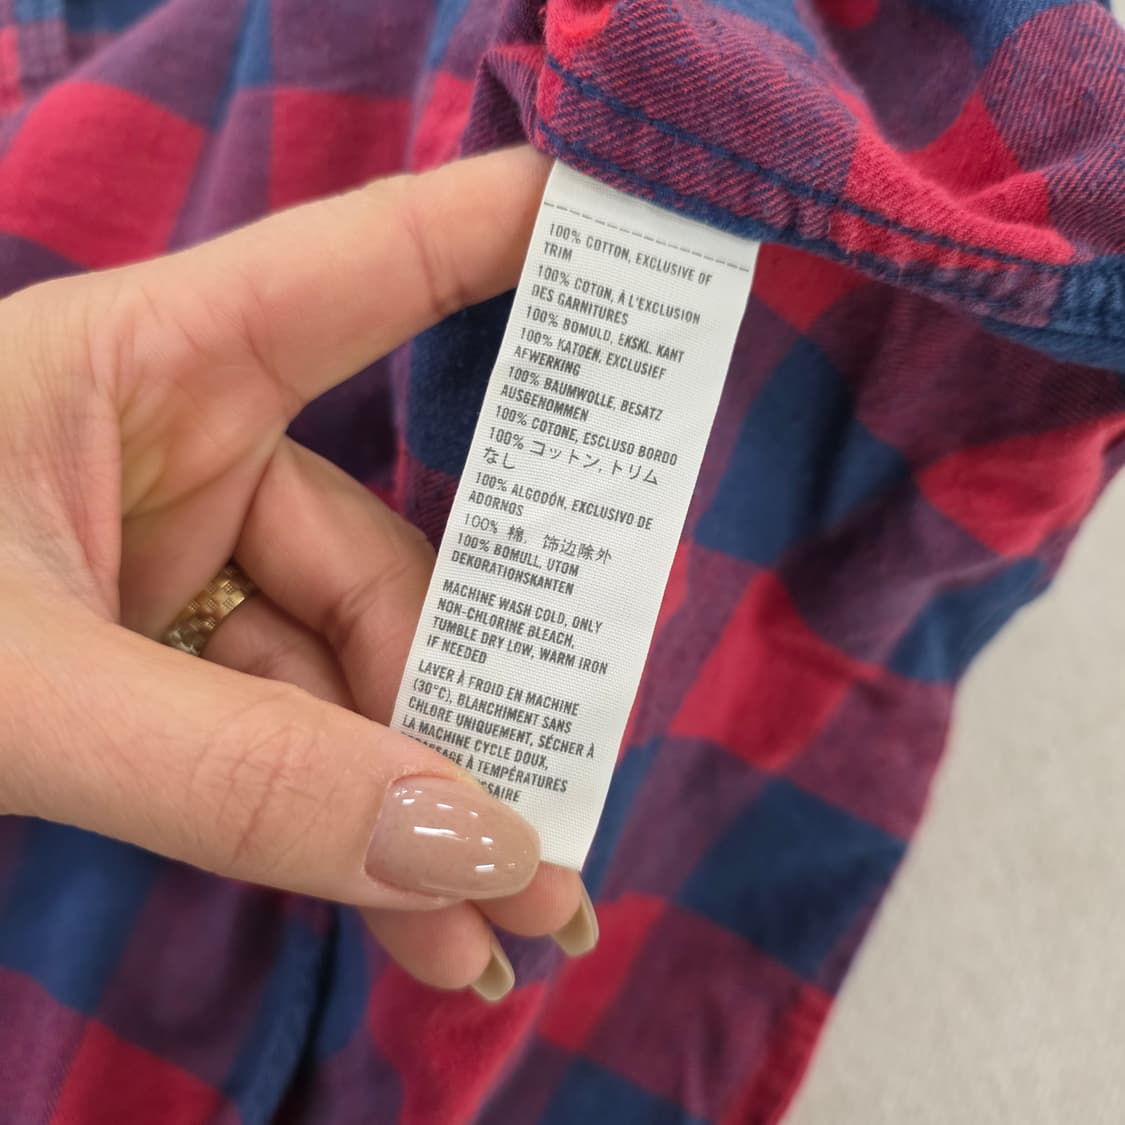 100% COTTON, EXCLUSIVE OF
TRIM
100% COTON, À L'EXCLUSION
DES GARNITURES
100% BOMULD, EKSKL. KANT
100% KATOEN, EXCLUSIEF
AFWERKING
100% BAUMWOLLE, BESATZ
AUSGENOMMEN
100% COTONE, ESCLUSO BORDO
100% コットン,トリム
なし
100% ALGODÓN, EXCLUSIVO DE
ADORNOS
100% 棉, 饰边除外
100% BOMULL, UTOM
DEKORATIONSKANTEN
MACHINE WASH COLD, ONLY
NON-CHLORINE BLEACH,
TUMBLE DRY LOW, WARM IRON
IF NEEDED
LAVER À FROID EN MACHINE
(30°C), BLANCHIMENT SANS
CHLORE UNIQUEMENT, SÉCHER À
LA MACHINE CYCLE DOUX,
À TEMPÉRATURES